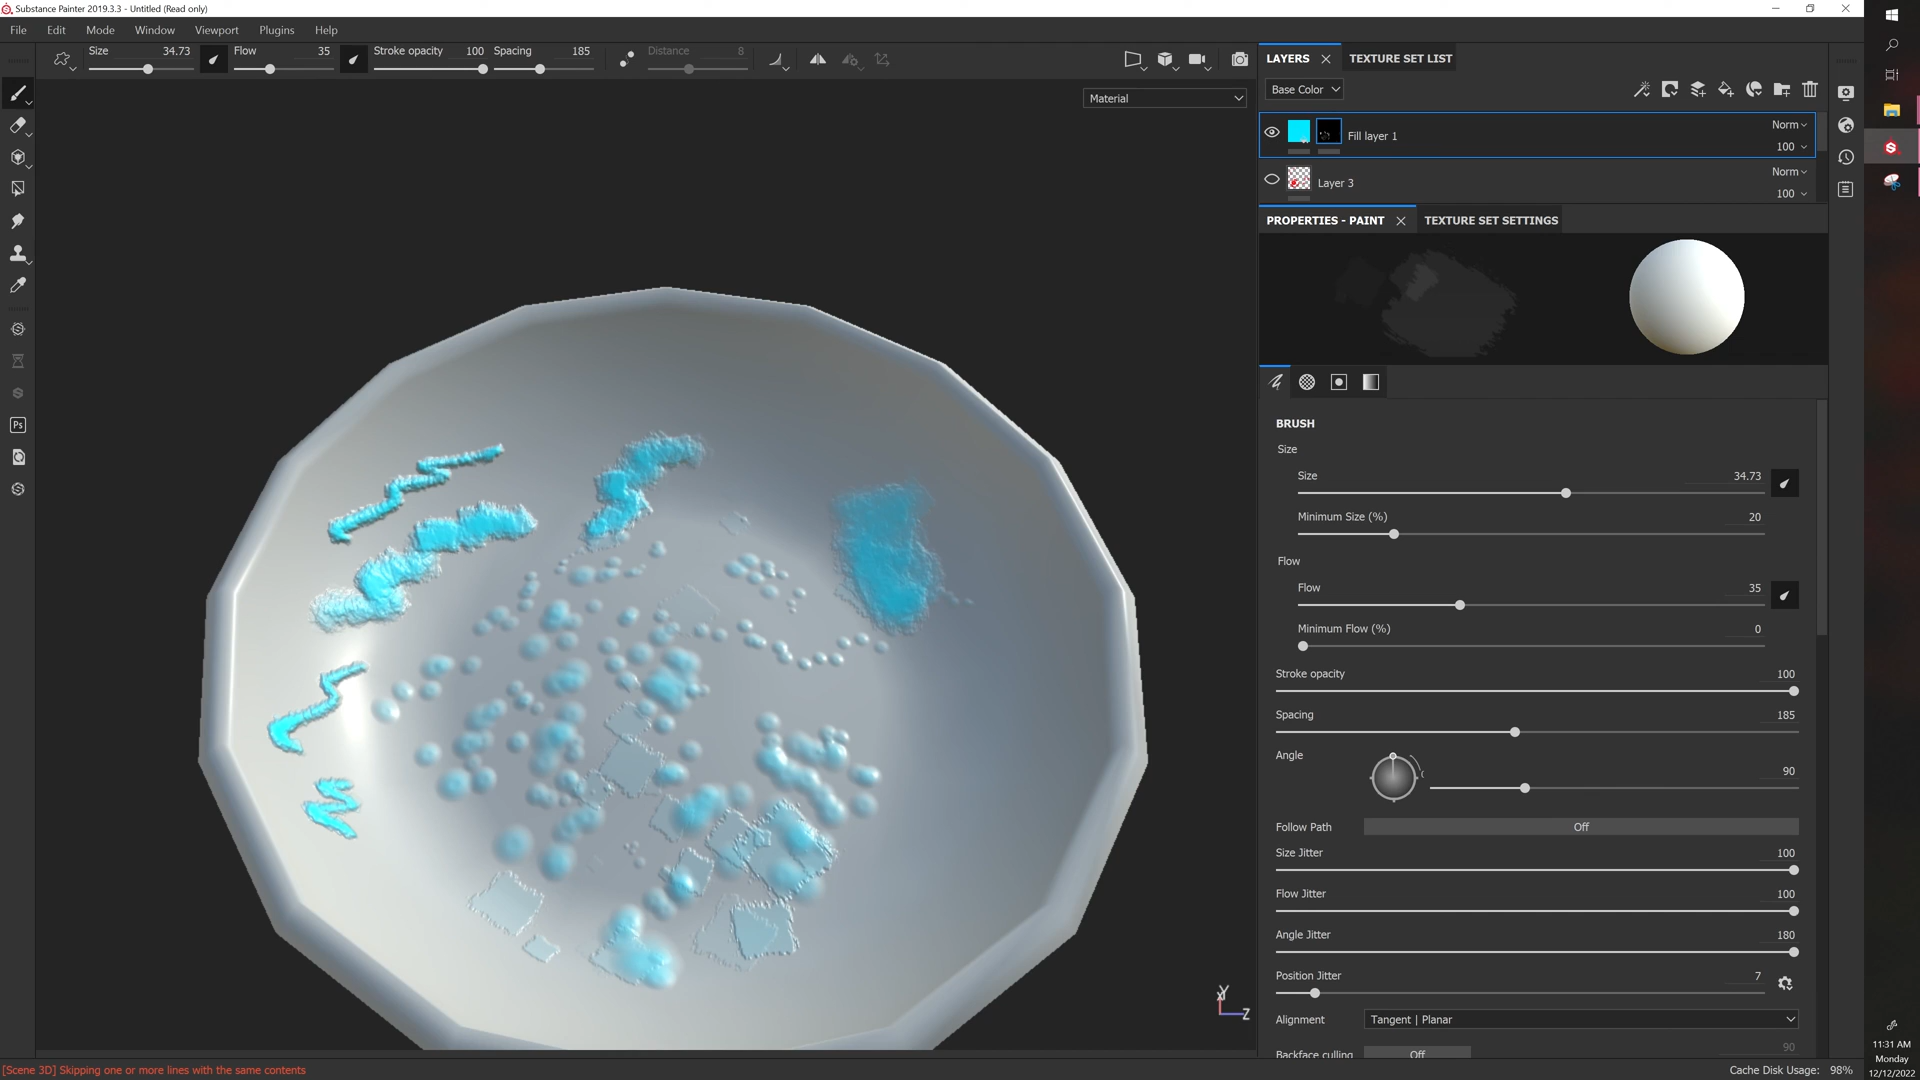 Substance Painter 2019.3.3 - Untitled (Read only)
File Edit Mode Window Viewport Plugins Help
Size 34.73 Flow 35 Stroke opacity 100 Spacing 185 Distance 8
Material
LAYERS TEXTURE SET LIST
Base Color
Fill layer 1 Norm 100
Layer 3 Norm 100
PROPERTIES - PAINT TEXTURE SET SETTINGS
BRUSH
Size
Size 34.73
Minimum Size (%) 20
Flow
Flow 35
Minimum Flow (%) 0
Stroke opacity 100
Spacing 185
Angle 90
Follow Path Off
Size Jitter 100
Flow Jitter 100
Angle Jitter 180
Position Jitter 7
Alignment Tangent | Planar
Backface culling Off 90
Ps
Y
Z
[Scene 3D] Skipping one or more lines with the same contents
Cache Disk Usage: 98%
11:31 AM
Monday
12/12/2022